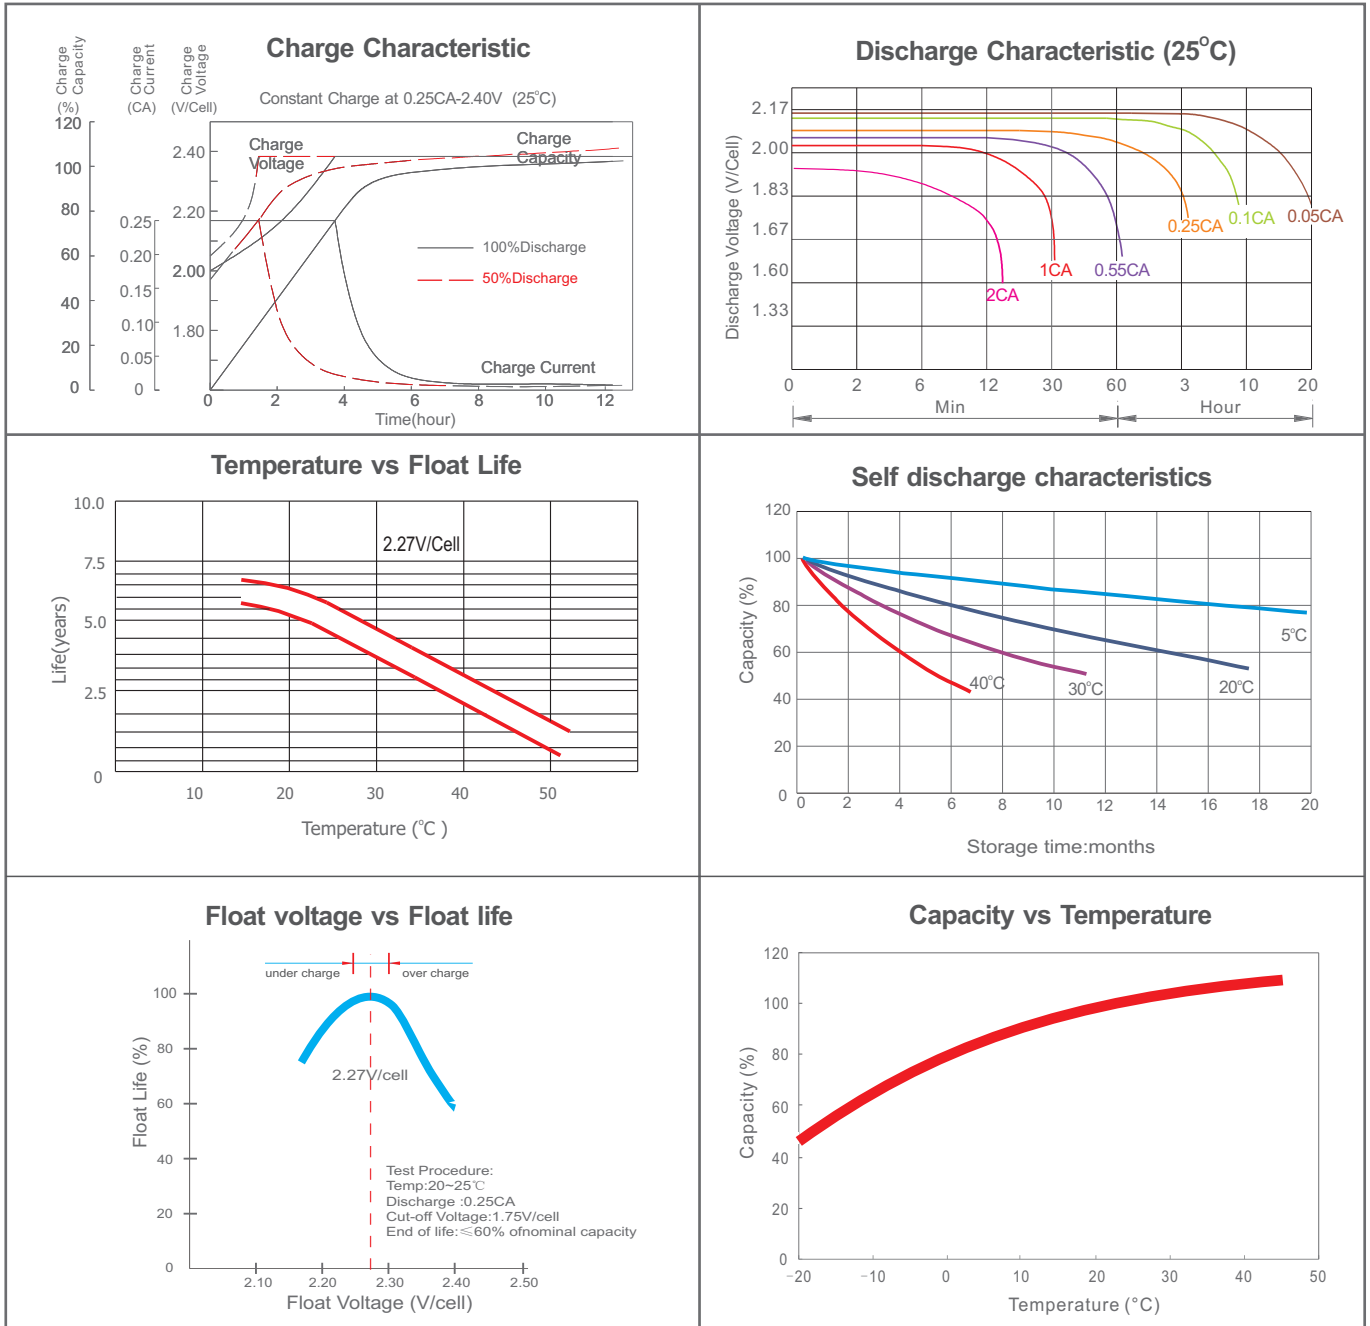 Charge Characteristic
Charge Capacity
Charge Current
Charge Voltage
(%)
(CA)
(V/Cell)
Constant Charge at 0.25CA-2.40V (25°C)
120
100
80
60
40
20
0
0.25
0.20
0.15
0.10
0.05
0
2.40
2.20
2.00
1.80
Charge
Voltage
Charge
Capacity
100%Discharge
50%Discharge
Charge Current
0 2 4 6 8 10 12
Time(hour)
Discharge Characteristic (25°C)
Discharge Voltage (V/Cell)
2.17
2.00
1.83
1.67
1.60
1.33
0.25CA
0.1CA
0.05CA
2CA
1CA
0.55CA
0 2 6 12 30 60 3 10 20
Min
Hour
Temperature vs Float Life
Life(years)
10.0
7.5
5.0
2.5
0
2.27V/Cell
10 20 30 40 50
Temperature (°C )
Self discharge characteristics
Capacity (%)
120
100
80
60
40
20
0
5°C
40°C
30°C
20°C
0 2 4 6 8 10 12 14 16 18 20
Storage time:months
Float voltage vs Float life
under charge
over charge
Float Life (%)
100
80
60
40
20
0
2.27V/cell
Test Procedure:
Temp:20~25℃
Discharge :0.25CA
Cut-off Voltage:1.75V/cell
End of life:≤60% ofnominal capacity
2.10 2.20 2.30 2.40 2.50
Float Voltage (V/cell)
Capacity vs Temperature
Capacity (%)
120
100
80
60
40
20
0
-20 -10 0 10 20 30 40 50
Temperature (°C)